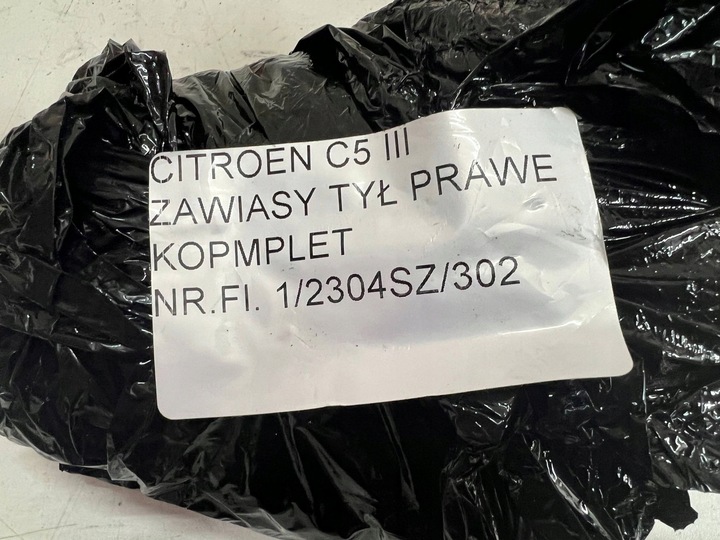 CITROEN C5 III
ZAWIASY TYŁ PRAWE
KOPMPLET
NR.FI. 1/2304SZ/302